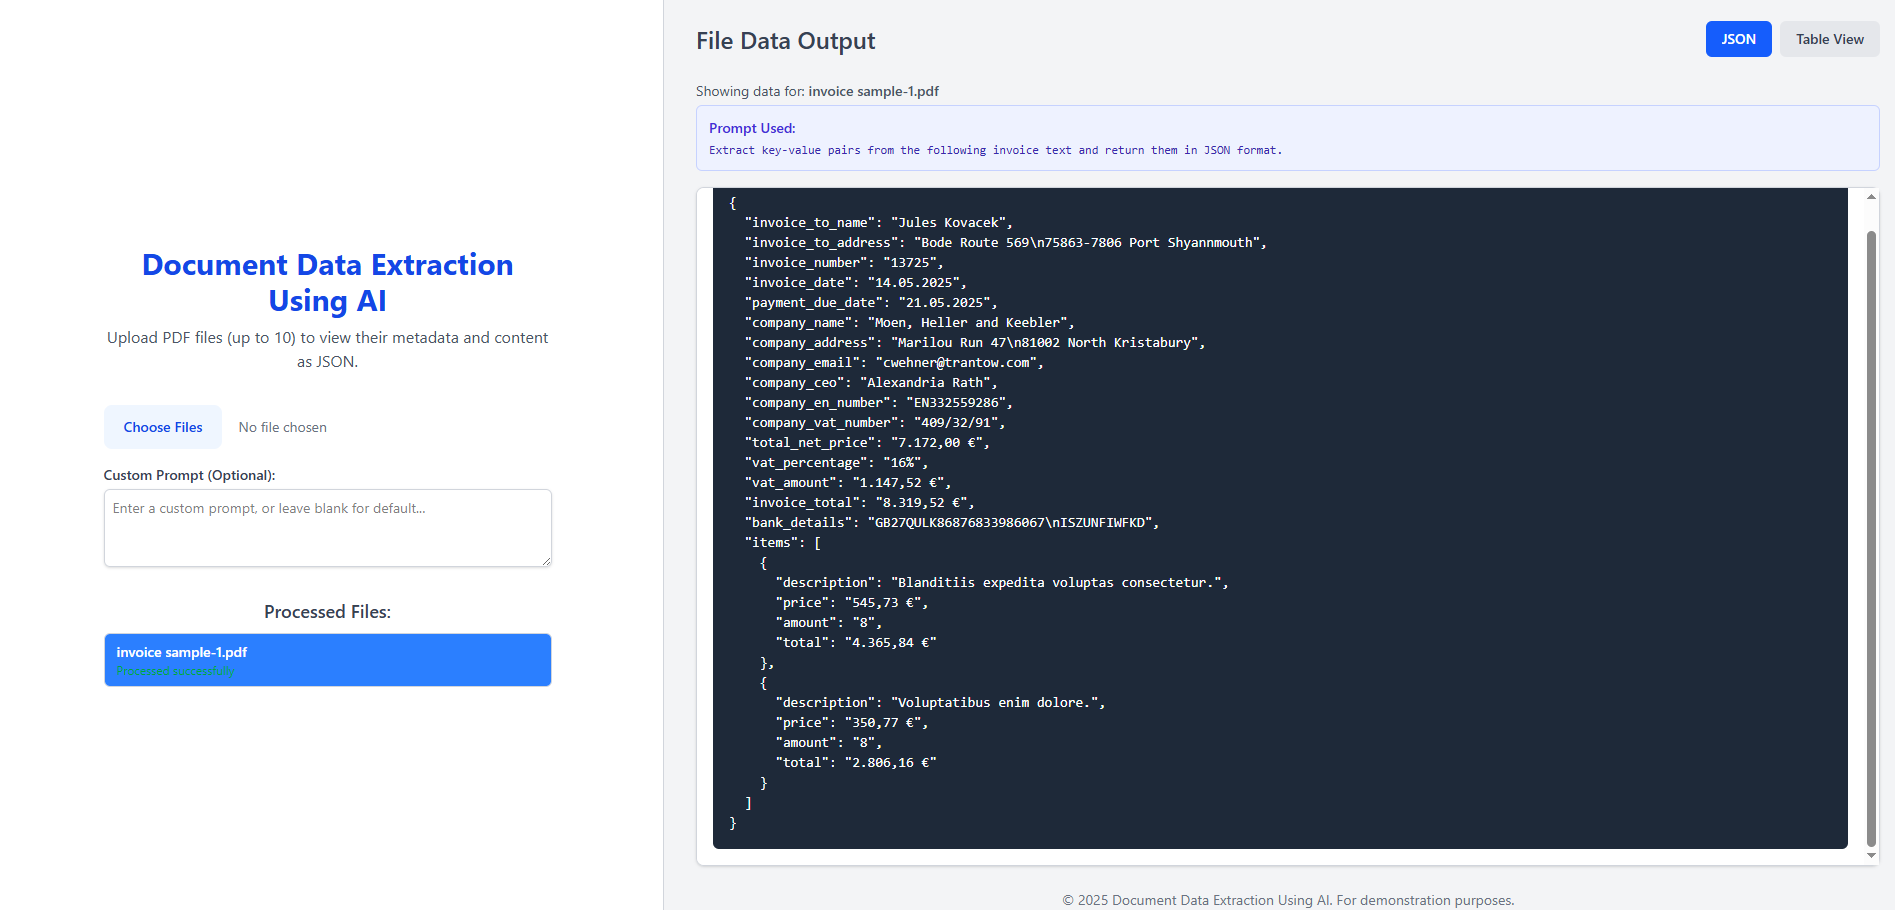 Document Data Extraction
Using AI
Upload PDF files (up to 10) to view their metadata and content
as JSON.
Choose Files No file chosen
Custom Prompt (Optional):
Enter a custom prompt, or leave blank for default...
Processed Files:
invoice sample-1.pdf
Processed successfully
File Data Output
JSON Table View
Showing data for: invoice sample-1.pdf
Prompt Used:
Extract key-value pairs from the following invoice text and return them in JSON format.
{
  "invoice_to_name": "Jules Kovacek",
  "invoice_to_address": "Bode Route 569\n75863-7806 Port Shyannmouth",
  "invoice_number": "13725",
  "invoice_date": "14.05.2025",
  "payment_due_date": "21.05.2025",
  "company_name": "Moen, Heller and Keebler",
  "company_address": "Marilou Run 47\n81002 North Kristabury",
  "company_email": "cwehner@trantow.com",
  "company_ceo": "Alexandria Rath",
  "company_en_number": "EN332559286",
  "company_vat_number": "409/32/91",
  "total_net_price": "7.172,00 €",
  "vat_percentage": "16%",
  "vat_amount": "1.147,52 €",
  "invoice_total": "8.319,52 €",
  "bank_details": "GB27QULK86876833986067\nISZUNFIWFKD",
  "items": [
    {
      "description": "Blanditiis expedita voluptas consectetur.",
      "price": "545,73 €",
      "amount": "8",
      "total": "4.365,84 €"
    },
    {
      "description": "Voluptatibus enim dolore.",
      "price": "350,77 €",
      "amount": "8",
      "total": "2.806,16 €"
    }
  ]
}
© 2025 Document Data Extraction Using AI. For demonstration purposes.